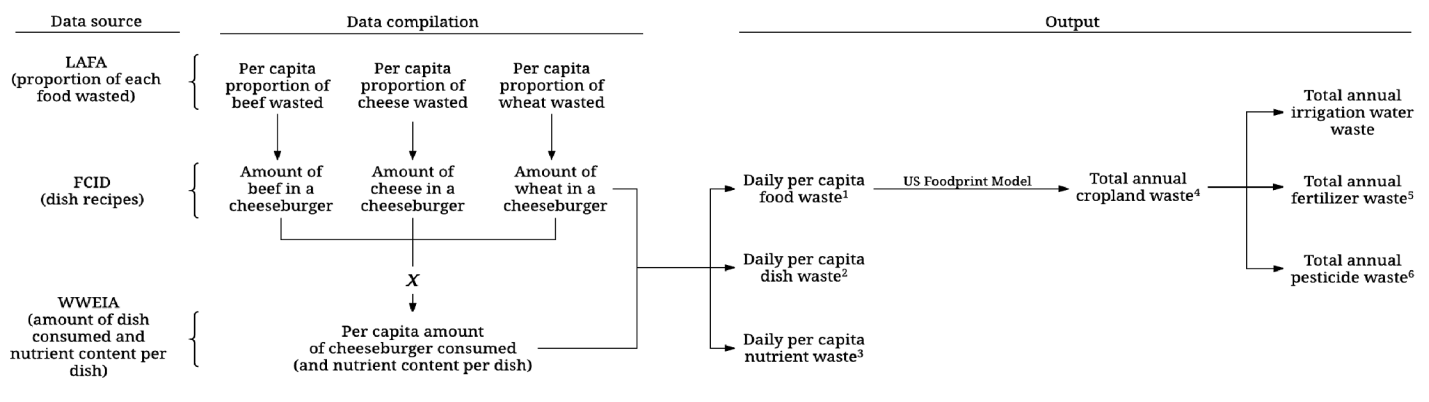 Data source
Data compilation
Output
LAFA
(proportion of each
food wasted)
Per capita
proportion of
beef wasted
Per capita
proportion of
cheese wasted
Per capita
proportion of
wheat wasted
FCID
(dish recipes)
Amount of
beef in a
cheeseburger
Amount of
cheese in a
cheeseburger
Amount of
wheat in a
cheeseburger
X
WWEIA
(amount of dish
consumed and
nutrient content per
dish)
Per capita amount
of cheeseburger consumed
(and nutrient content per dish)
Daily per capita
food waste¹
Daily per capita
dish waste²
Daily per capita
nutrient waste³
US Foodprint Model
Total annual
cropland waste⁴
Total annual
irrigation water
waste
Total annual
fertilizer waste⁵
Total annual
pesticide waste⁶